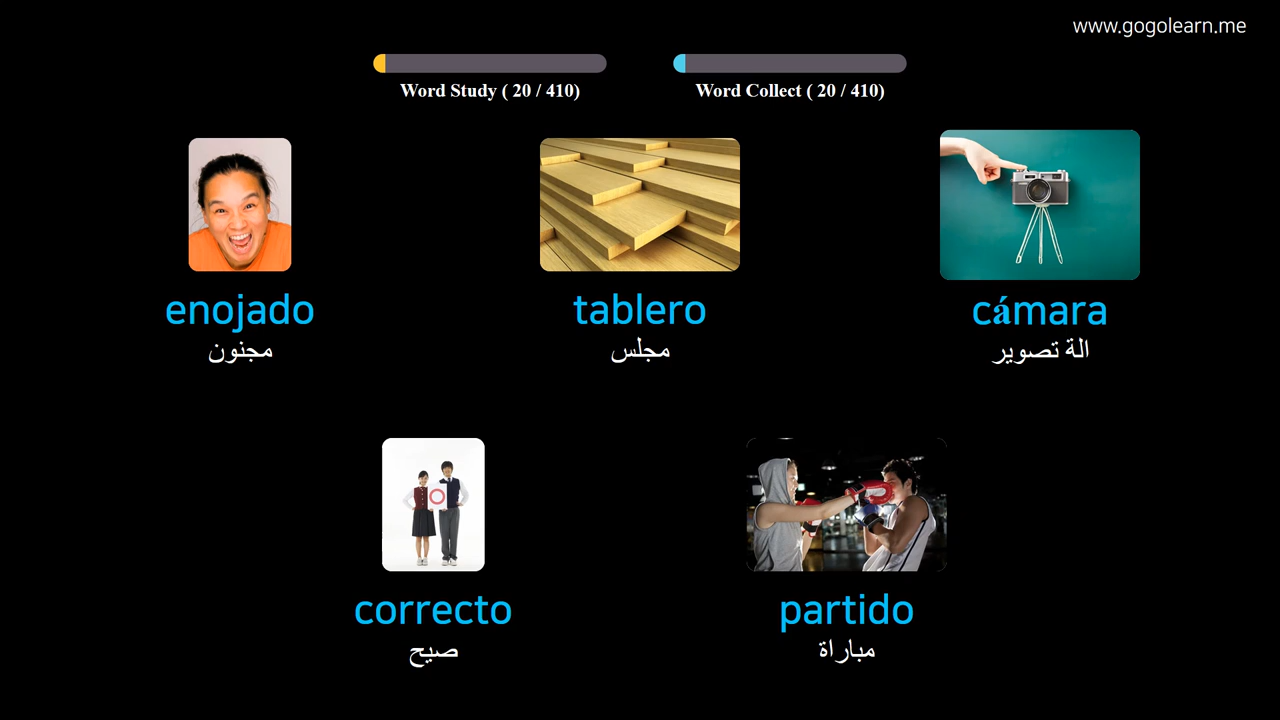 www.gogolearn.me
Word Study ( 20 / 410)
Word Collect ( 20 / 410)
enojado
مجنون
tablero
مجلس
cámara
الة تصوير
correcto
صيح
partido
مباراة